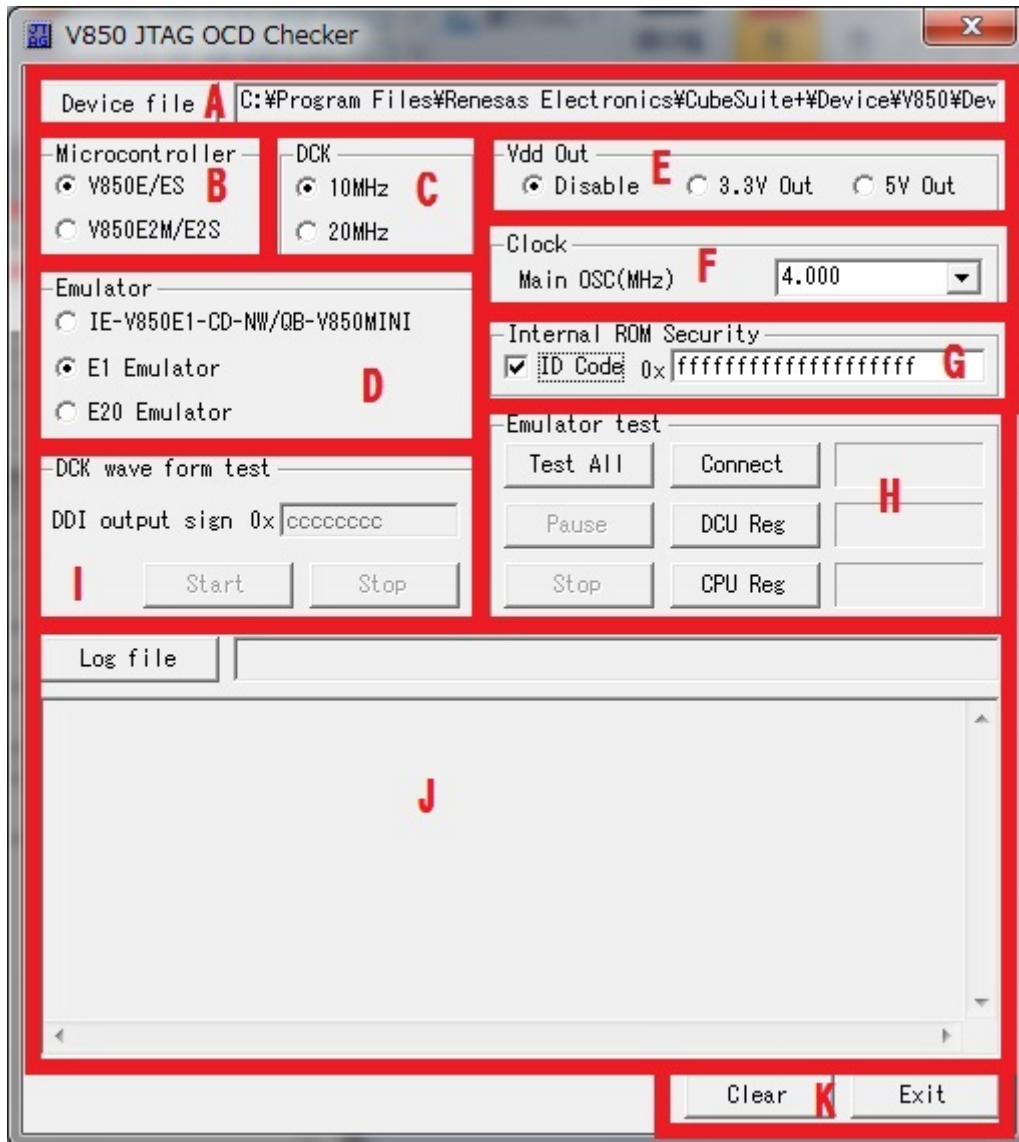 JTAG V850 JTAG OCD Checker
Device file A C:¥Program Files¥Renesas Electronics¥CubeSuite+¥Device¥V850¥Dev
Microcontroller
V850E/ES
B
V850E2M/E2S
DCK
10MHz
C
20MHz
Vdd Out
Disable E 3.3V Out 5V Out
Clock
Main OSC(MHz) F 4.000
Emulator
IE-V850E1-CD-NW/QB-V850MINI
E1 Emulator
D
E20 Emulator
Internal ROM Security
ID Code 0x ffffffffffffffffffff G
Emulator test
Test All Connect
H
Pause DCU Reg
Stop CPU Reg
DCK wave form test
DDI output sign 0x cccccccc
I Start Stop
Log file
J
Clear K Exit